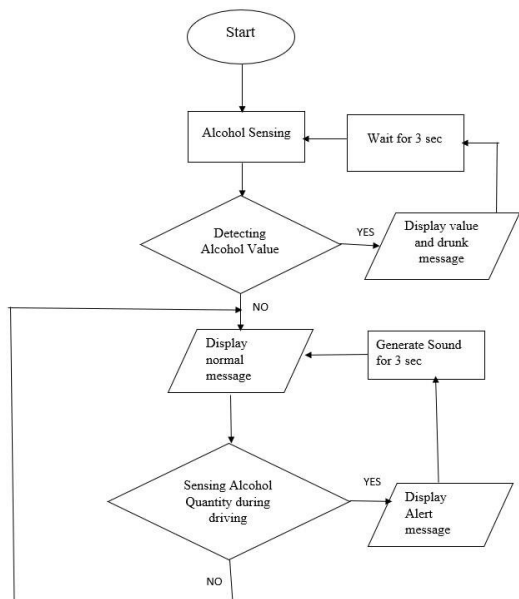 Start
Alcohol Sensing
Wait for 3 sec
Detecting
Alcohol Value
YES
Display value
and drunk
message
NO
Display
normal
message
Generate Sound
for 3 sec
Sensing Alcohol
Quantity during
driving
YES
Display
Alert
message
NO